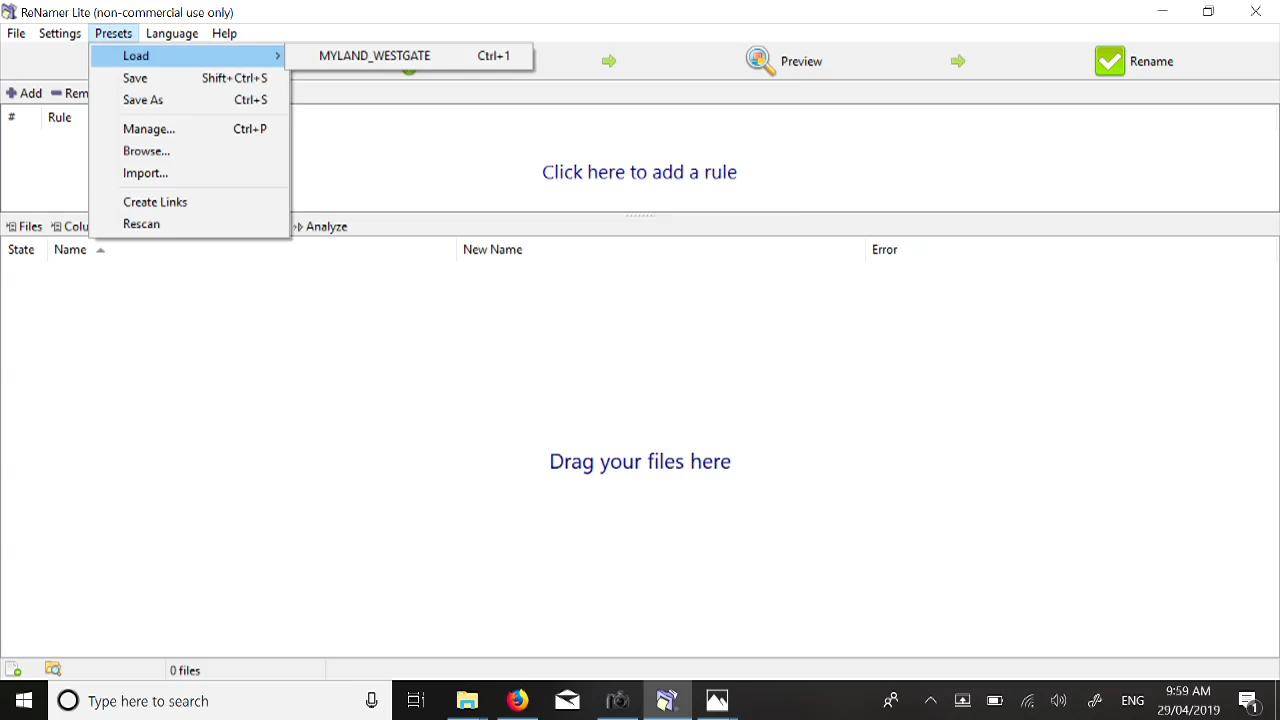 ReNamer Lite (non-commercial use only)
File Settings Presets Language Help
Load MYLAND_WESTGATE Ctrl+1
Preview Rename
Save Shift+Ctrl+S
Add Rem
Save As Ctrl+S
# Rule
Manage... Ctrl+P
Browse...
Import...
Click here to add a rule
Create Links
Rescan
Files Colu Analyze
State Name New Name Error
Drag your files here
0 files
Type here to search
ENG
9:59 AM
29/04/2019
1